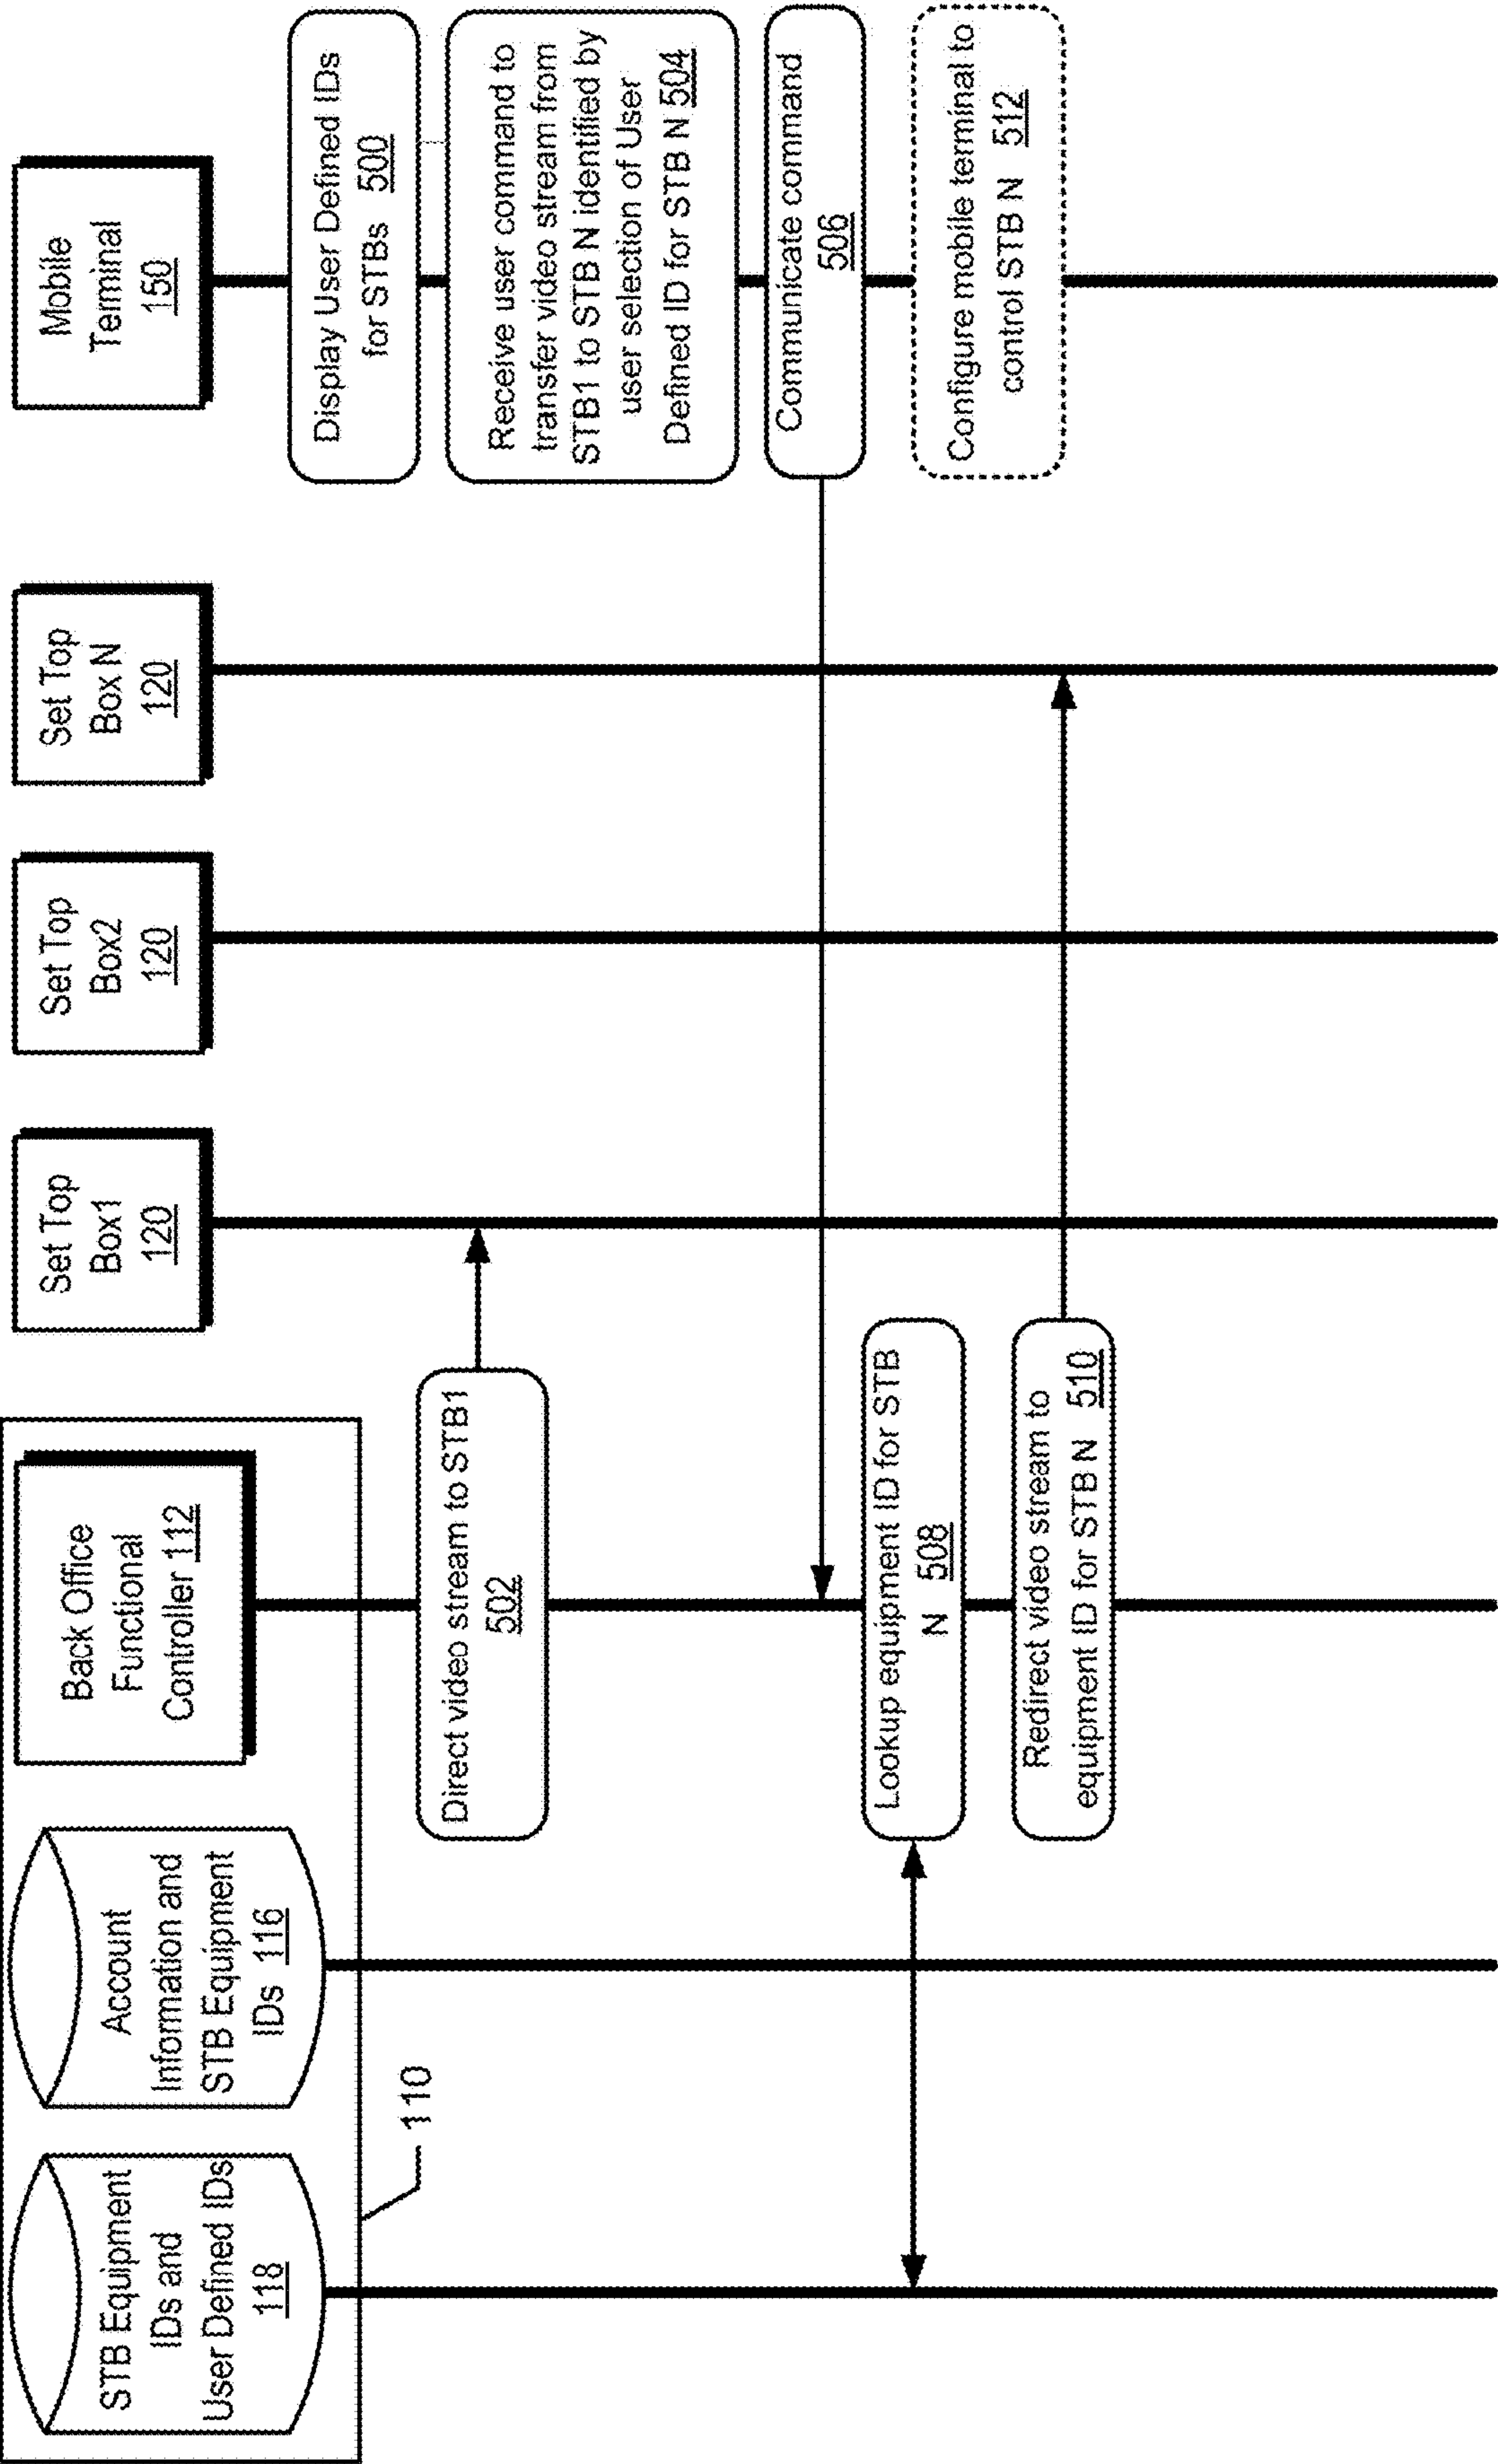 STB Equipment
IDs and
User Defined IDs
118
Account
Information and
STB Equipment
IDs 116
Back Office
Functional
Controller 112
Set Top
Box1
120
Set Top
Box2
120
Set Top
Box N
120
Mobile
Terminal
150
110
Display User Defined IDs
for STBs 500
Direct video stream to STB1
502
Receive user command to
transfer video stream from
STB1 to STB N identified by
user selection of User
Defined ID for STB N 504
Communicate command
506
Lookup equipment ID for STB
N 508
Redirect video stream to
equipment ID for STB N 510
Configure mobile terminal to
control STB N 512